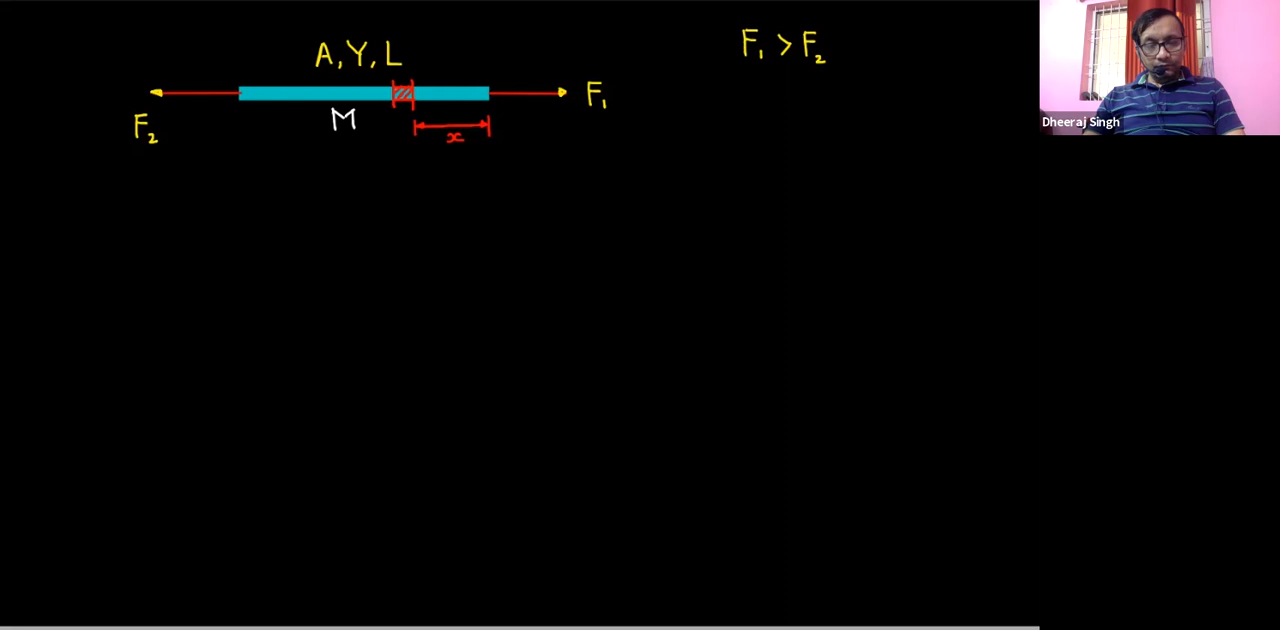 A, Y, L
F₁ > F₂
F₁
M
F₂
x
Dheeraj Singh